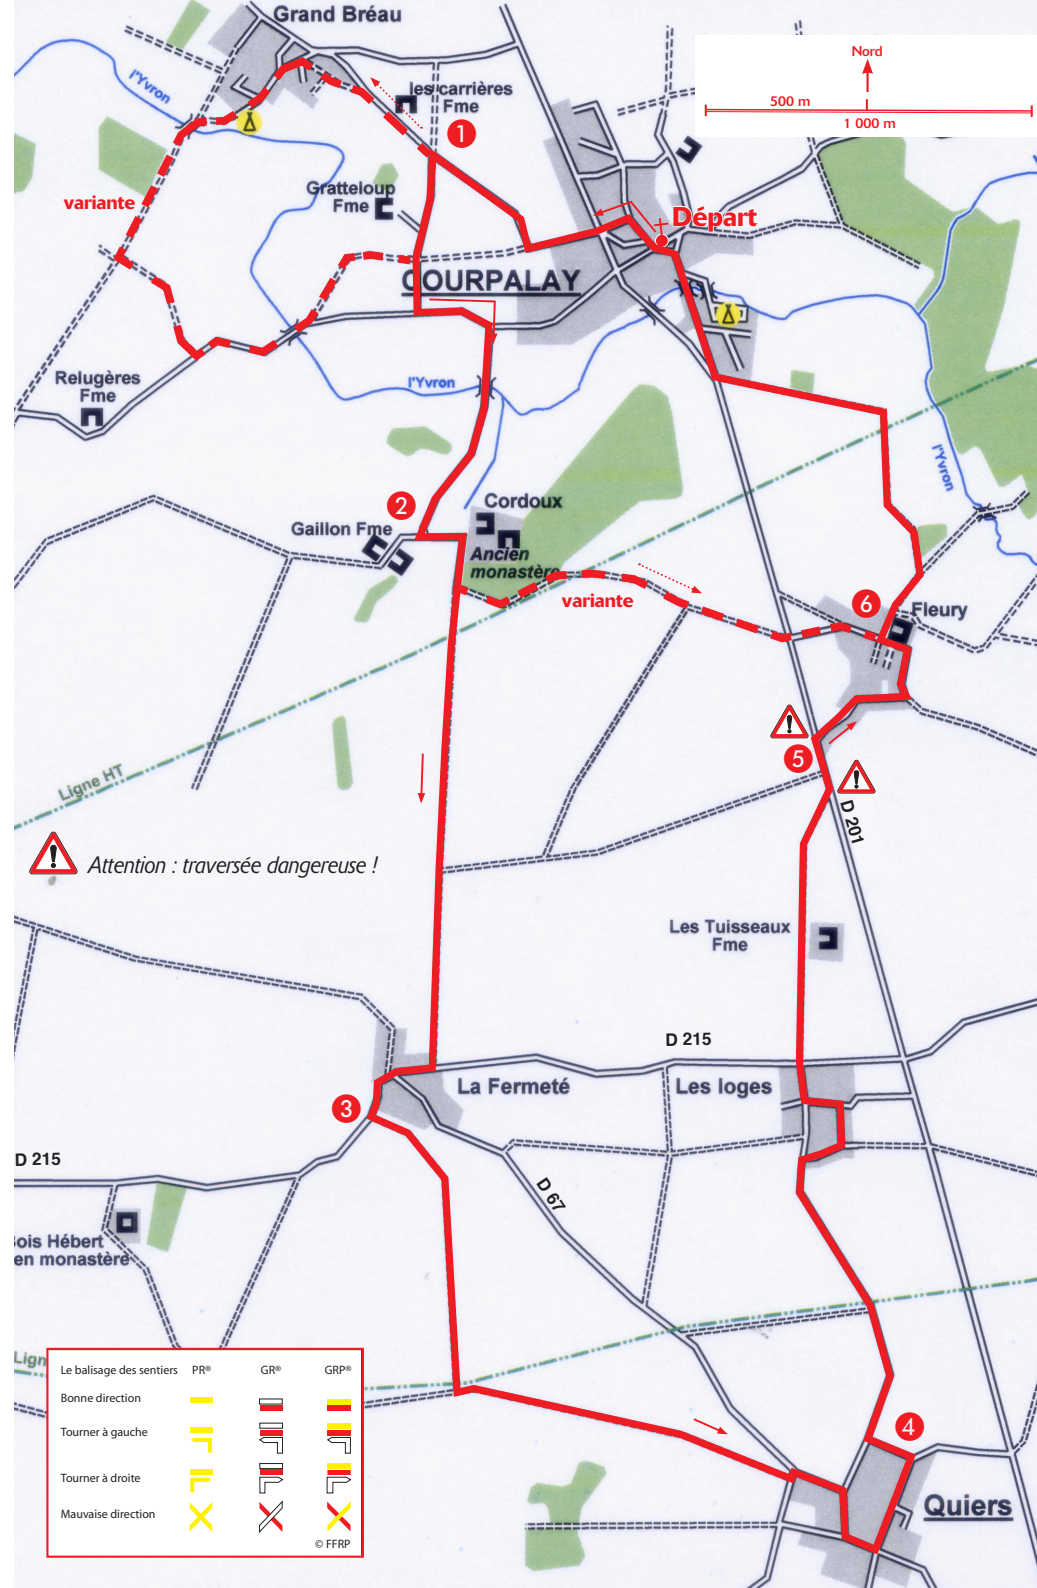 Grand Bréau
Nord
500 m
1 000 m
l'Yvron
les carrières
Fme
1
variante
Gratteloup
Fme
Départ
COURPALAY
Relugères
Fme
l'Yvron
l'Yvron
2
Cordoux
Gaillon Fme
Ancien
monastère
variante
6
Fleury
5
Ligne HT
D 201
Attention : traversée dangereuse !
Les Tuisseaux
Fme
D 215
La Fermeté
Les loges
3
D 215
D 67
ois Hébert
en monastère
Lign
Le balisage des sentiers PR® GR® GRP®
Bonne direction
Tourner à gauche
Tourner à droite
Mauvaise direction
© FFRP
4
Quiers